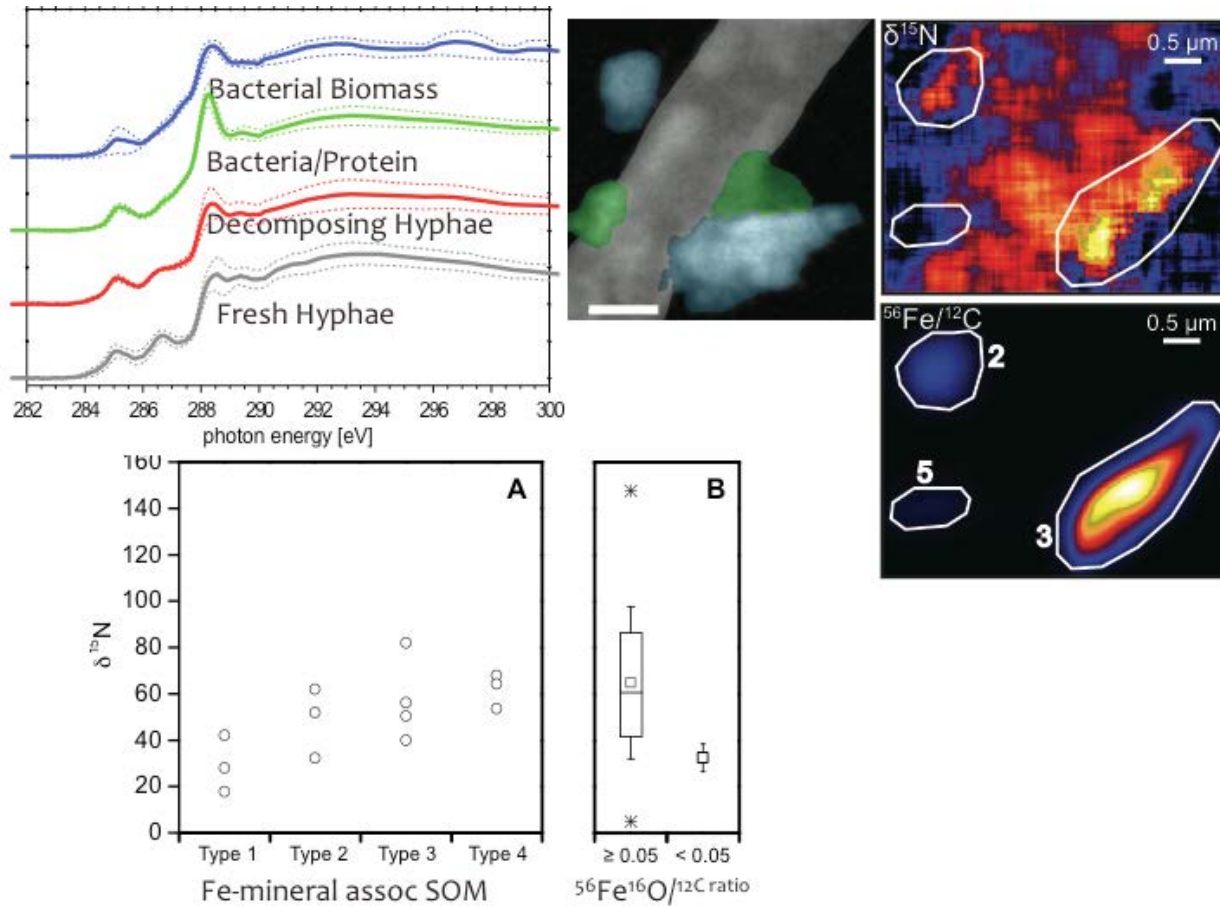 Bacterial Biomass
Bacteria/Protein
Decomposing Hyphae
Fresh Hyphae
282 284 286 288 290 292 294 296 298 300
photon energy [eV]
δ¹⁵N
0.5 µm
⁵⁶Fe/¹²C
0.5 µm
2
5
3
160
140
120
100
80
60
40
20
0
δ¹⁵N
A
Type 1 Type 2 Type 3 Type 4
Fe-mineral assoc SOM
B
≥ 0.05 < 0.05
⁵⁶Fe¹⁶O/¹²C ratio